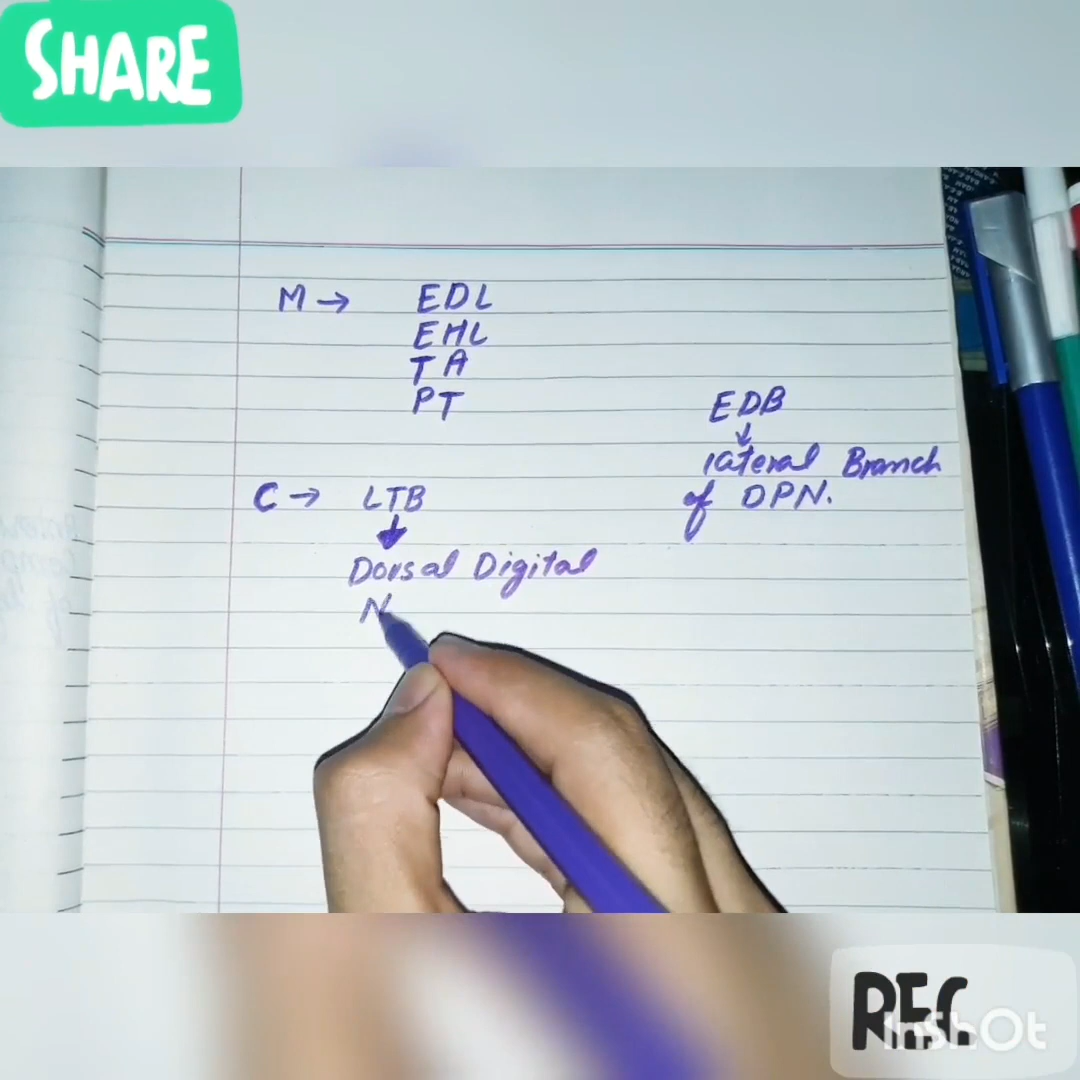 SHARE
M → EDL
EHL
TA
PT
EDB
↓
lateral Branch
of DPN.
C → LTB
↓
Dorsal Digital
N
REC
InshOt